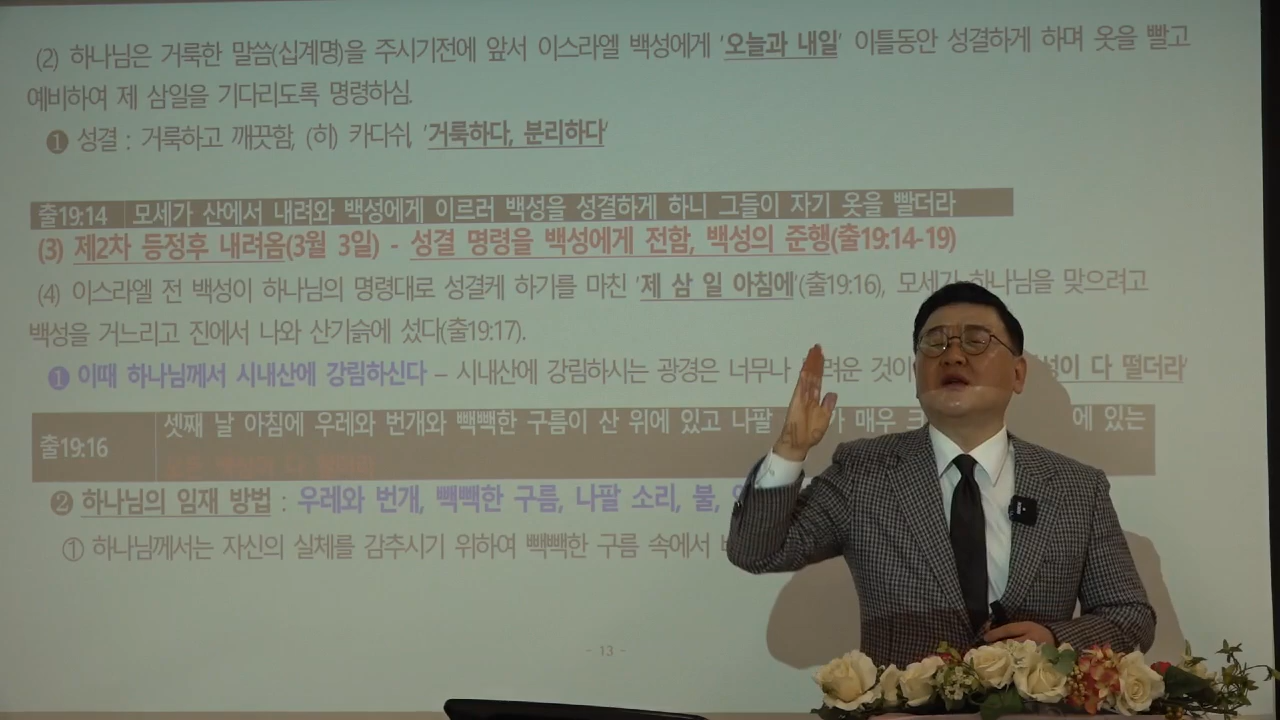 (2) 하나님은 거룩한 말씀(십계명)을 주시기전에 앞서 이스라엘 백성에게 '오늘과 내일' 이틀동안 성결하게 하며 옷을 빨고
예비하여 제 삼일을 기다리도록 명령하심.
❶ 성결 : 거룩하고 깨끗함, (히) 카다쉬, '거룩하다, 분리하다'
출19:14 모세가 산에서 내려와 백성에게 이르러 백성을 성결하게 하니 그들이 자기 옷을 빨더라
(3) 제2차 등정후 내려옴(3월 3일) - 성결 명령을 백성에게 전함, 백성의 준행(출19:14-19)
(4) 이스라엘 전 백성이 하나님의 명령대로 성결케 하기를 마친 '제 삼 일 아침에'(출19:16), 모세가 하나님을 맞으려고
백성을 거느리고 진에서 나와 산기슭에 섰다(출19:17).
❶ 이때 하나님께서 시내산에 강림하신다 – 시내산에 강림하시는 광경은 너무나 다 떨더라'
셋째 날 아침에 우레와 번개와 빽빽한 구름이 산 위에 있고 나팔 매우 에 있는
출19:16
모든 백성이 다 떨더라
❷ 하나님의 임재 방법 : 우레와 번개, 빽빽한 구름, 나팔 소리, 불,
① 하나님께서는 자신의 실체를 감추시기 위하여 빽빽한 구름 속에서
- 13 -